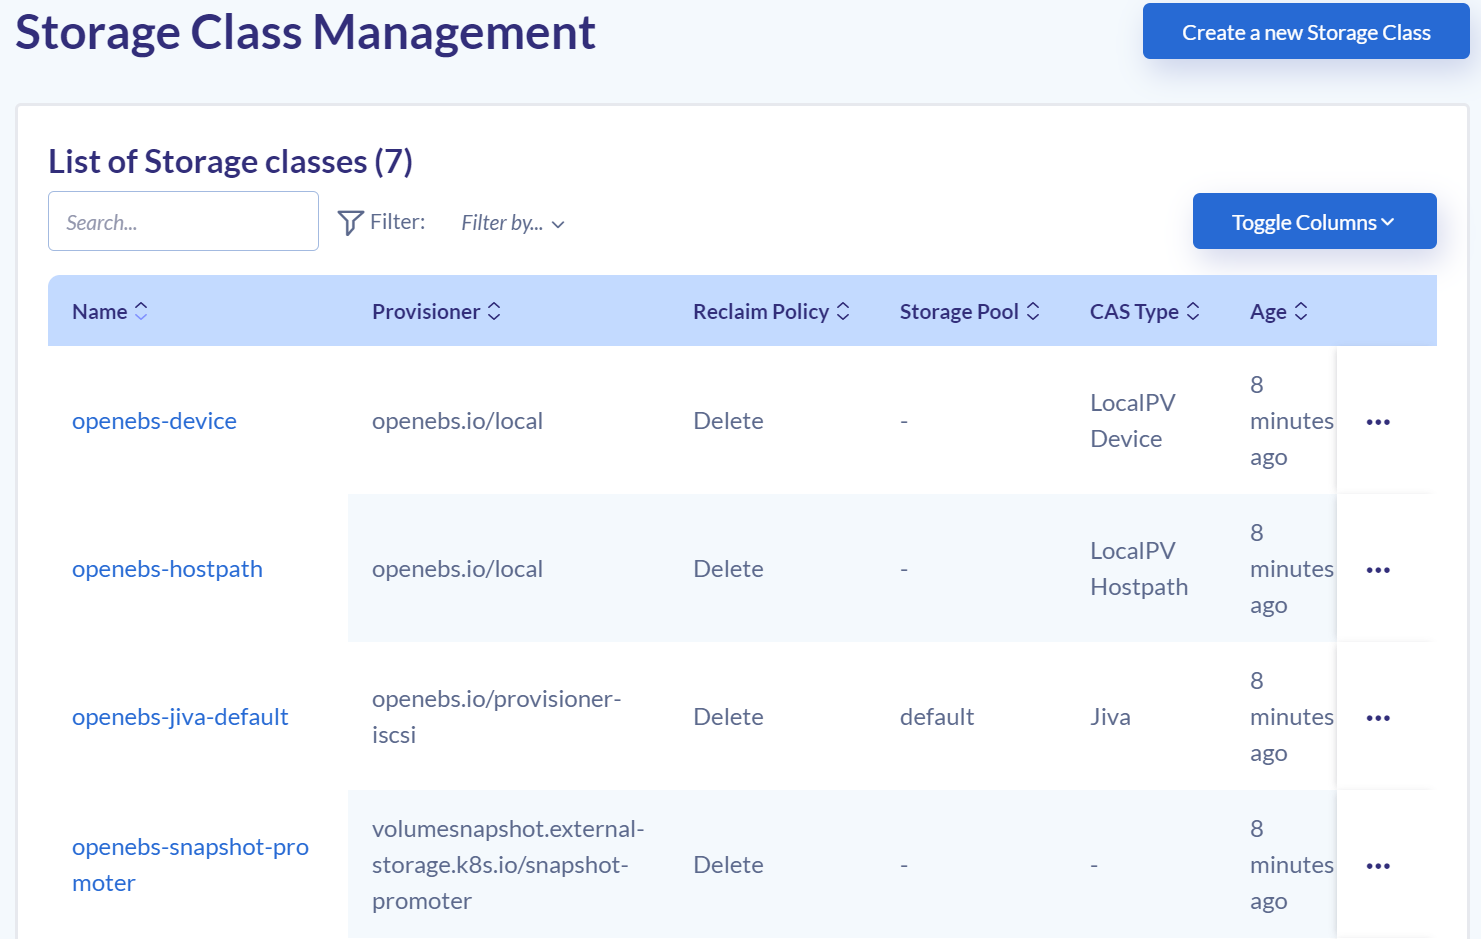 Storage Class Management
Create a new Storage Class
List of Storage classes (7)
Search...
Filter:
Filter by...
Toggle Columns
Name
Provisioner
Reclaim Policy
Storage Pool
CAS Type
Age
openebs-device
openebs.io/local
Delete
-
LocalPV
Device
8
minutes
ago
openebs-hostpath
openebs.io/local
Delete
-
LocalPV
Hostpath
8
minutes
ago
openebs-jiva-default
openebs.io/provisioner-
iscsi
Delete
default
Jiva
8
minutes
ago
openebs-snapshot-pro
moter
volumesnapshot.external-
storage.k8s.io/snapshot-
promoter
Delete
-
-
8
minutes
ago